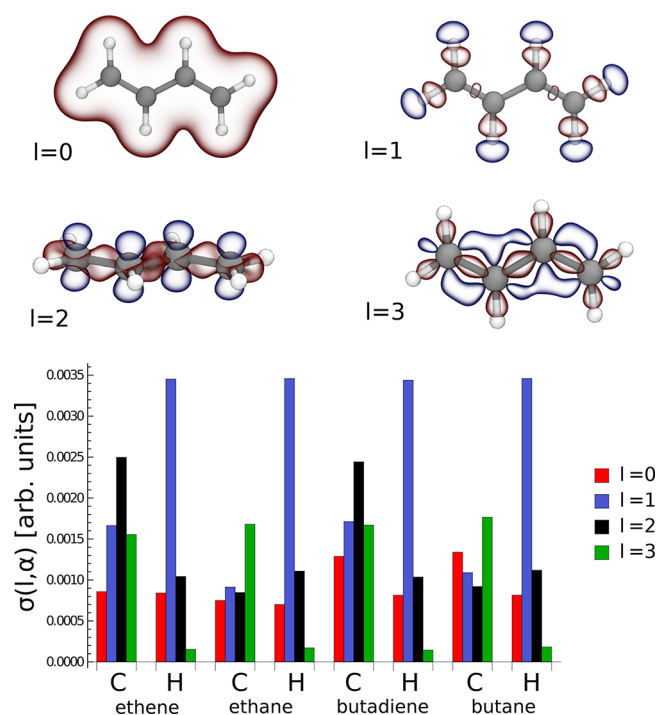 l=0
l=1
l=2
l=3
σ(l,α) [arb. units]
0.0035
0.0030
0.0025
0.0020
0.0015
0.0010
0.0005
0.0000
l=0
l=1
l=2
l=3
C H C H C H C H
ethene ethane butadiene butane